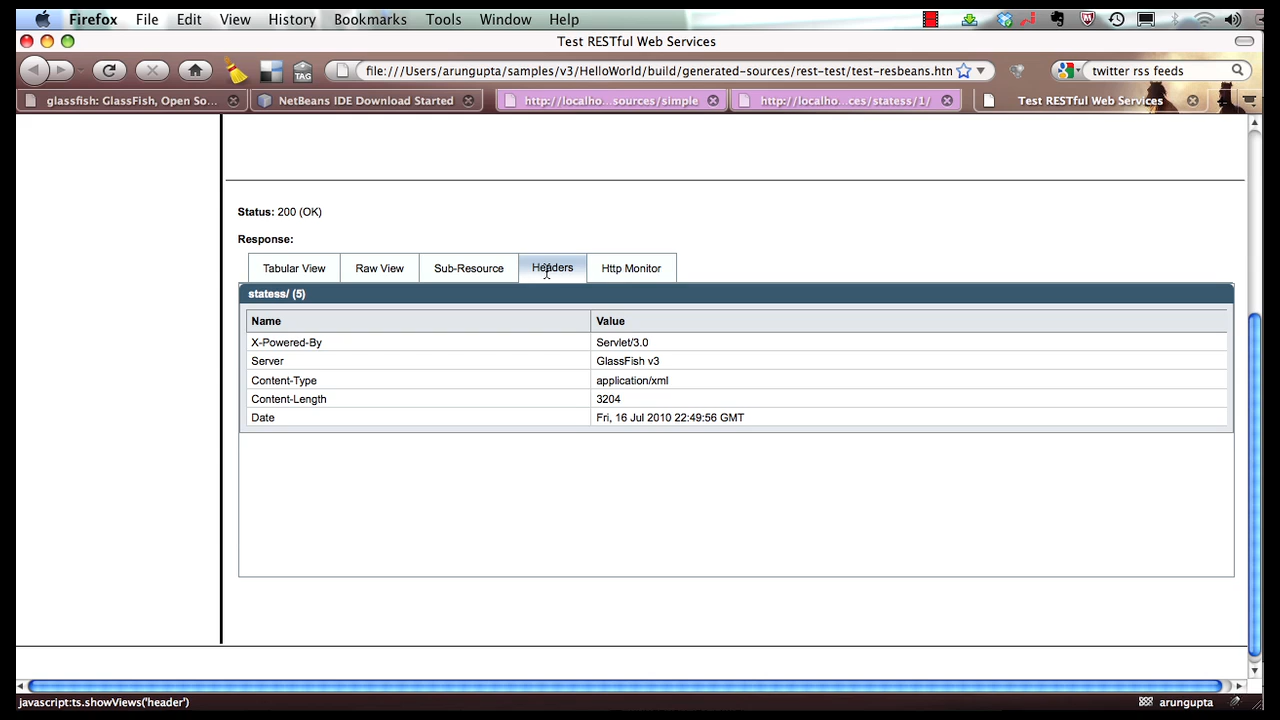 Firefox File Edit View History Bookmarks Tools Window Help
Test RESTful Web Services
TAG file:///Users/arungupta/samples/v3/HelloWorld/build/generated-sources/rest-test/test-resbeans.htn twitter rss feeds
glassfish: GlassFish, Open So... NetBeans IDE Download Started http://localho...sources/simple http://localho...ces/statess/1/ Test RESTful Web Services
Status: 200 (OK)
Response:
Tabular View Raw View Sub-Resource Headers Http Monitor
statess/ (5)
Name Value
X-Powered-By Servlet/3.0
Server GlassFish v3
Content-Type application/xml
Content-Length 3204
Date Fri, 16 Jul 2010 22:49:56 GMT
javascript:ts.showViews('header') arungupta